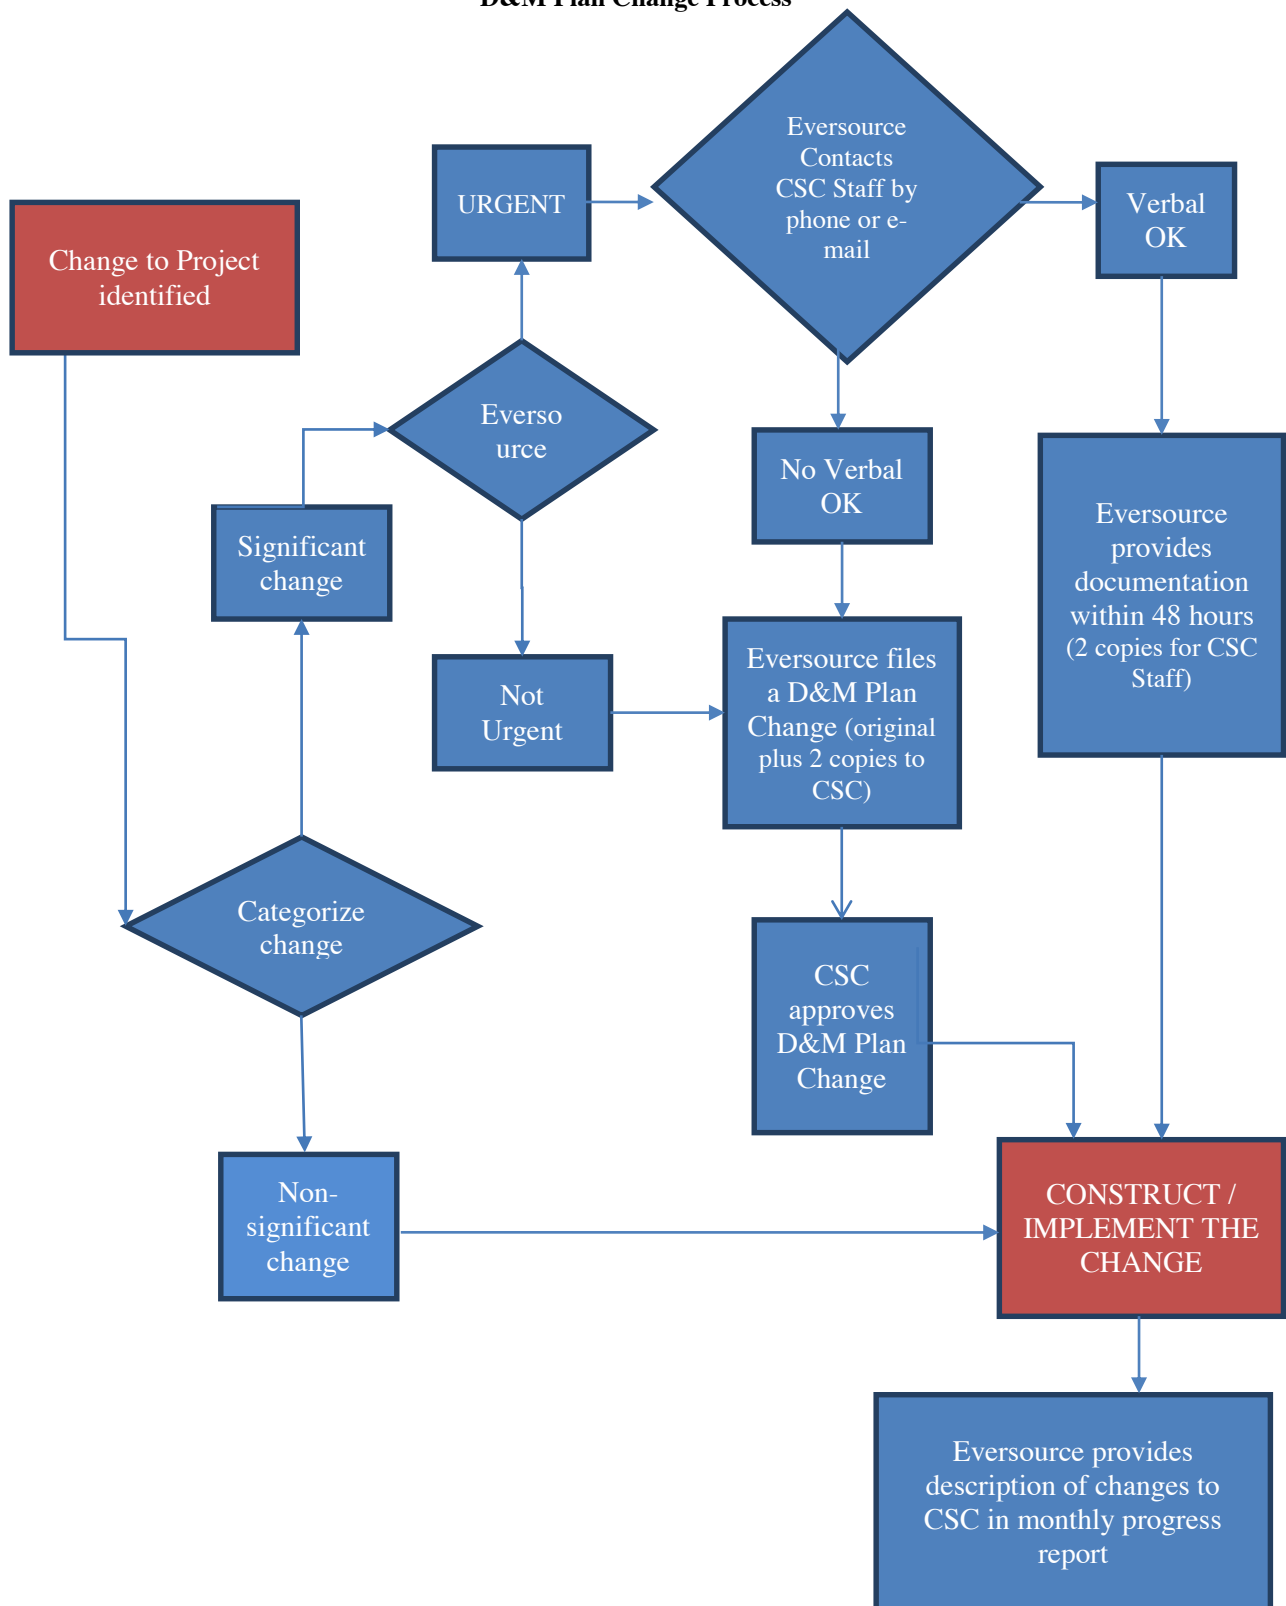 D&M Plan Change Process
Eversource
Contacts
CSC Staff by
phone or e-
mail
URGENT
Verbal
OK
Change to Project
identified
Everso
urce
No Verbal
OK
Significant
change
Eversource
provides
documentation
within 48 hours
(2 copies for CSC
Staff)
Not
Urgent
Eversource files
a D&M Plan
Change (original
plus 2 copies to
CSC)
Categorize
change
CSC
approves
D&M Plan
Change
Non-
significant
change
CONSTRUCT /
IMPLEMENT THE
CHANGE
Eversource provides
description of changes to
CSC in monthly progress
report